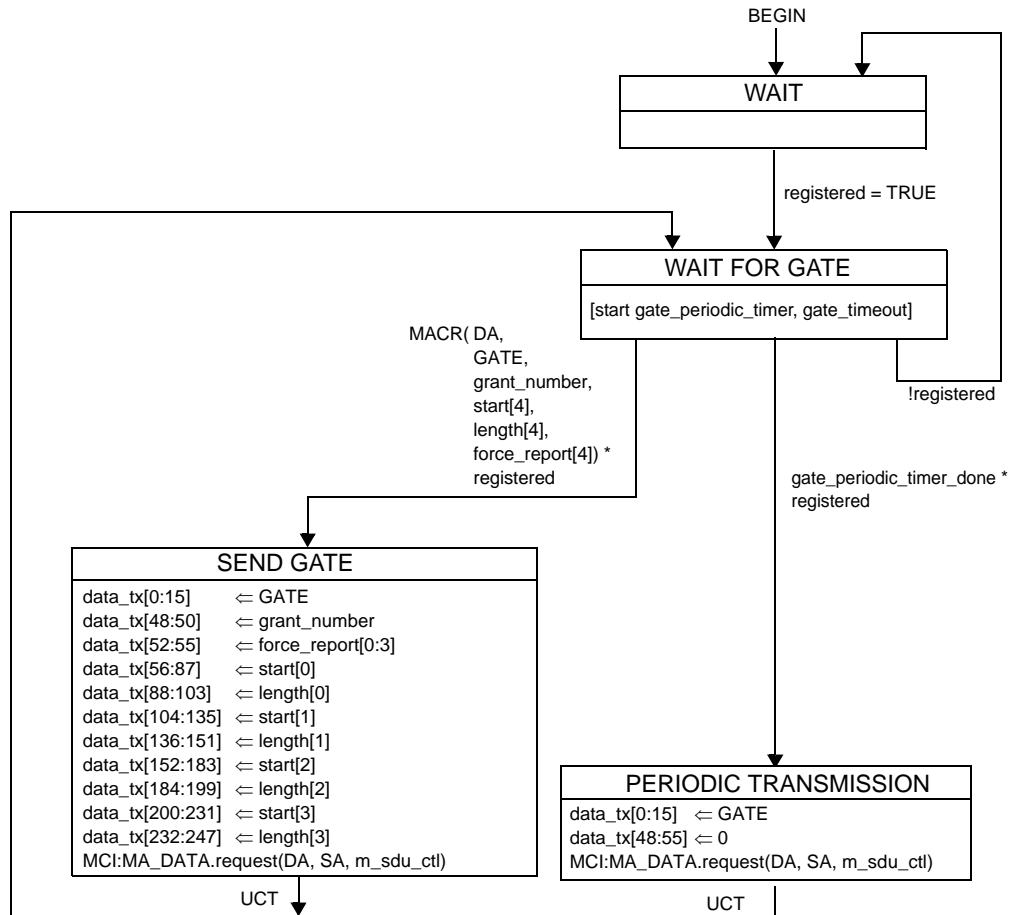 BEGIN
WAIT
registered = TRUE
WAIT FOR GATE
[start gate_periodic_timer, gate_timeout]
MACR( DA,
GATE,
grant_number,
start[4],
length[4],
force_report[4]) *
registered
!registered
gate_periodic_timer_done *
registered
SEND GATE
data_tx[0:15] ⇐ GATE
data_tx[48:50] ⇐ grant_number
data_tx[52:55] ⇐ force_report[0:3]
data_tx[56:87] ⇐ start[0]
data_tx[88:103] ⇐ length[0]
data_tx[104:135] ⇐ start[1]
data_tx[136:151] ⇐ length[1]
data_tx[152:183] ⇐ start[2]
data_tx[184:199] ⇐ length[2]
data_tx[200:231] ⇐ start[3]
data_tx[232:247] ⇐ length[3]
MCI:MA_DATA.request(DA, SA, m_sdu_ctl)
UCT
PERIODIC TRANSMISSION
data_tx[0:15] ⇐ GATE
data_tx[48:55] ⇐ 0
MCI:MA_DATA.request(DA, SA, m_sdu_ctl)
UCT